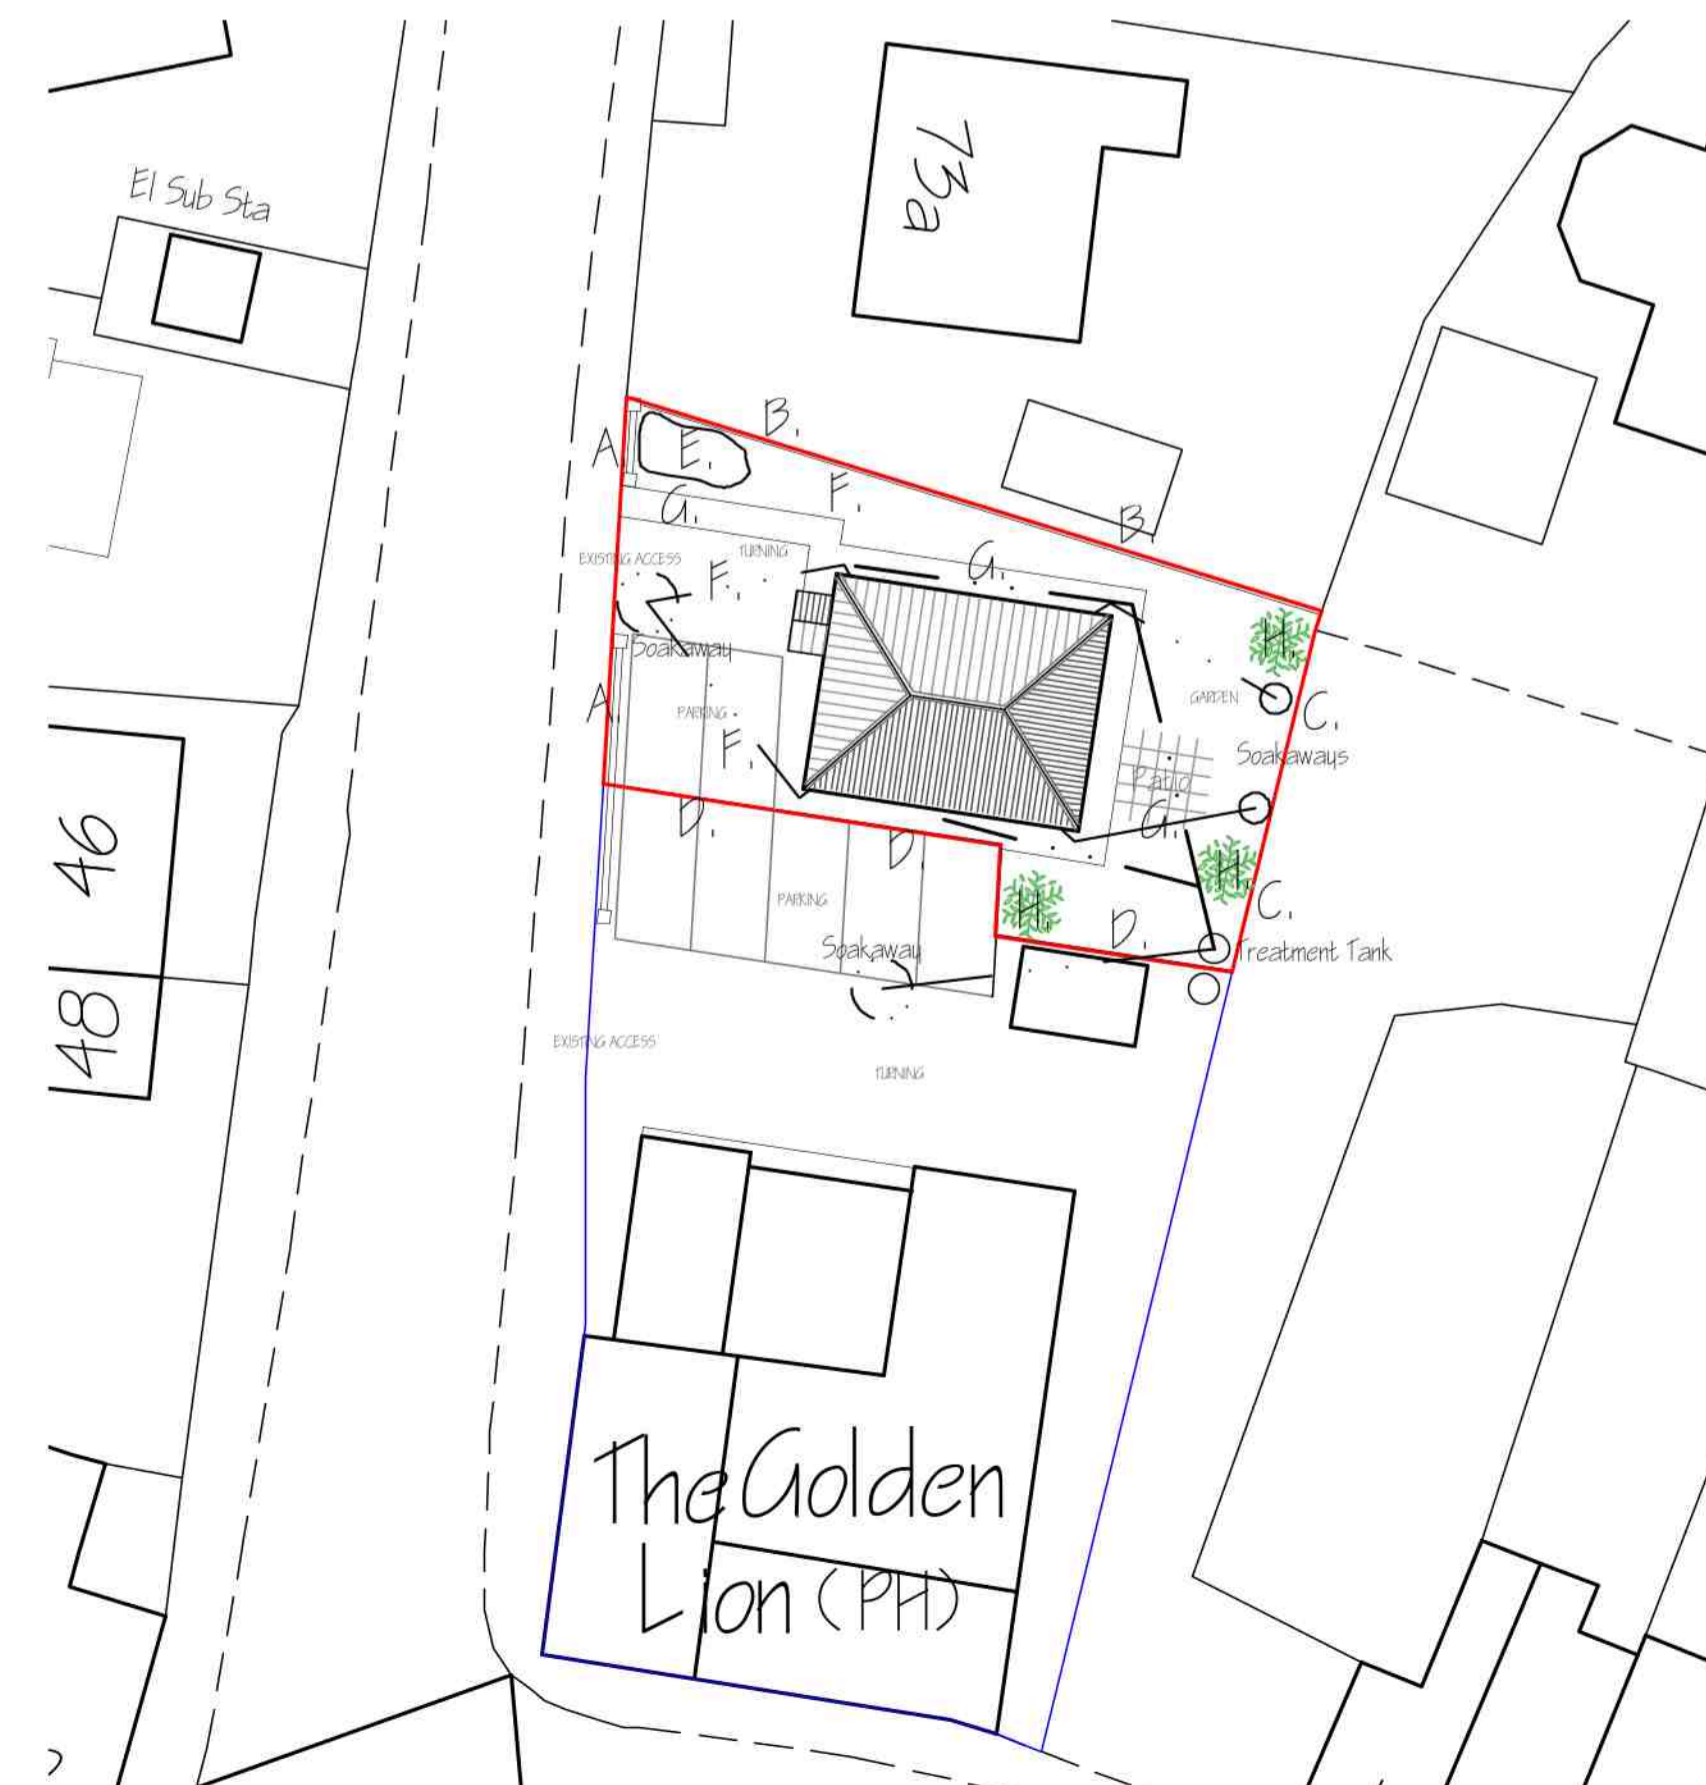 El Sub Sta
73a
B.
A.
E.
F.
G.
B.
EXISTING ACCESS
TURNING
G.
F.
H.
Soakaway
GARDEN
C.
A.
PARKING
F.
Soakaways
Patio
D.
G.
D.
46
H.
PARKING
H.
C.
D.
Soakaway
Treatment Tank
48
EXISTING ACCESS
TURNING
The Golden
Lion (PH)